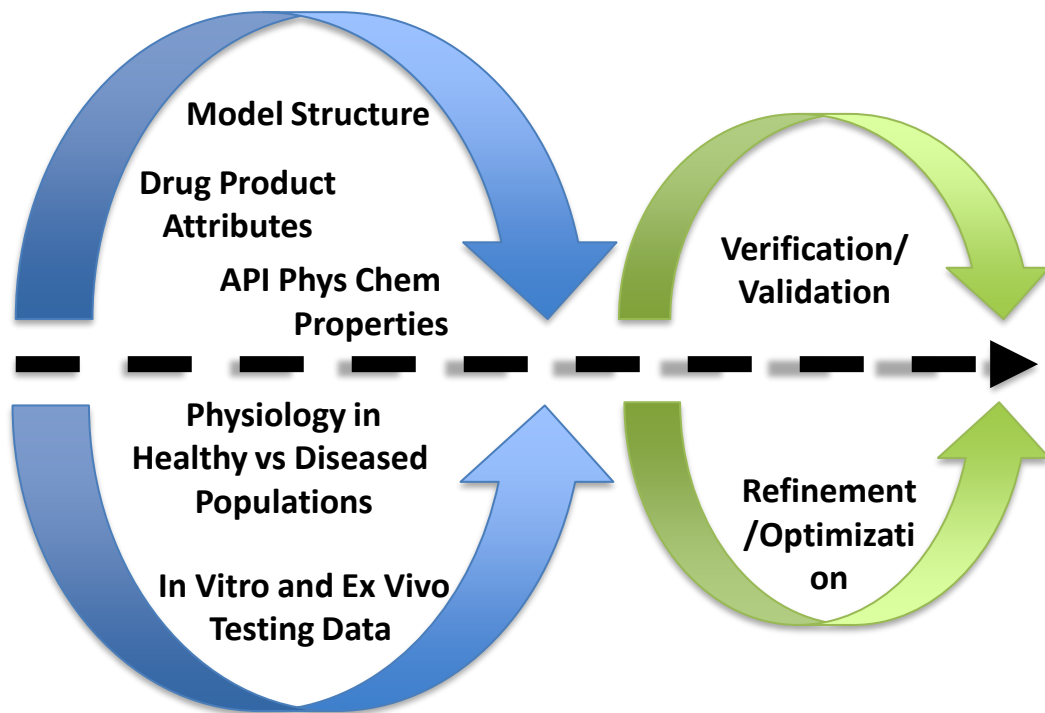 Model Structure
Drug Product
Attributes
API Phys Chem
Properties
Physiology in
Healthy vs Diseased
Populations
In Vitro and Ex Vivo
Testing Data
Verification/
Validation
Refinement
/Optimizati
on